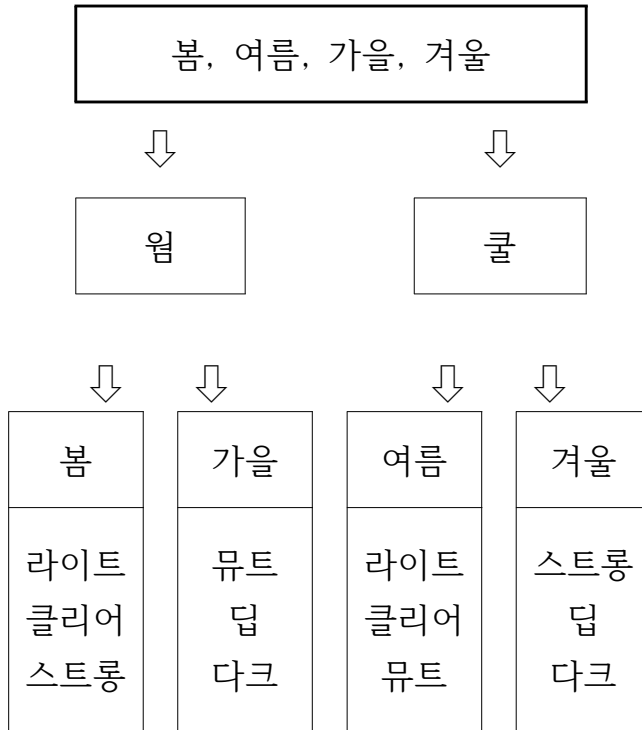 봄, 여름, 가을, 겨울
웜
쿨
봄
가을
여름
겨울
라이트
클리어
스트롱
뮤트
딥
다크
라이트
클리어
뮤트
스트롱
딥
다크